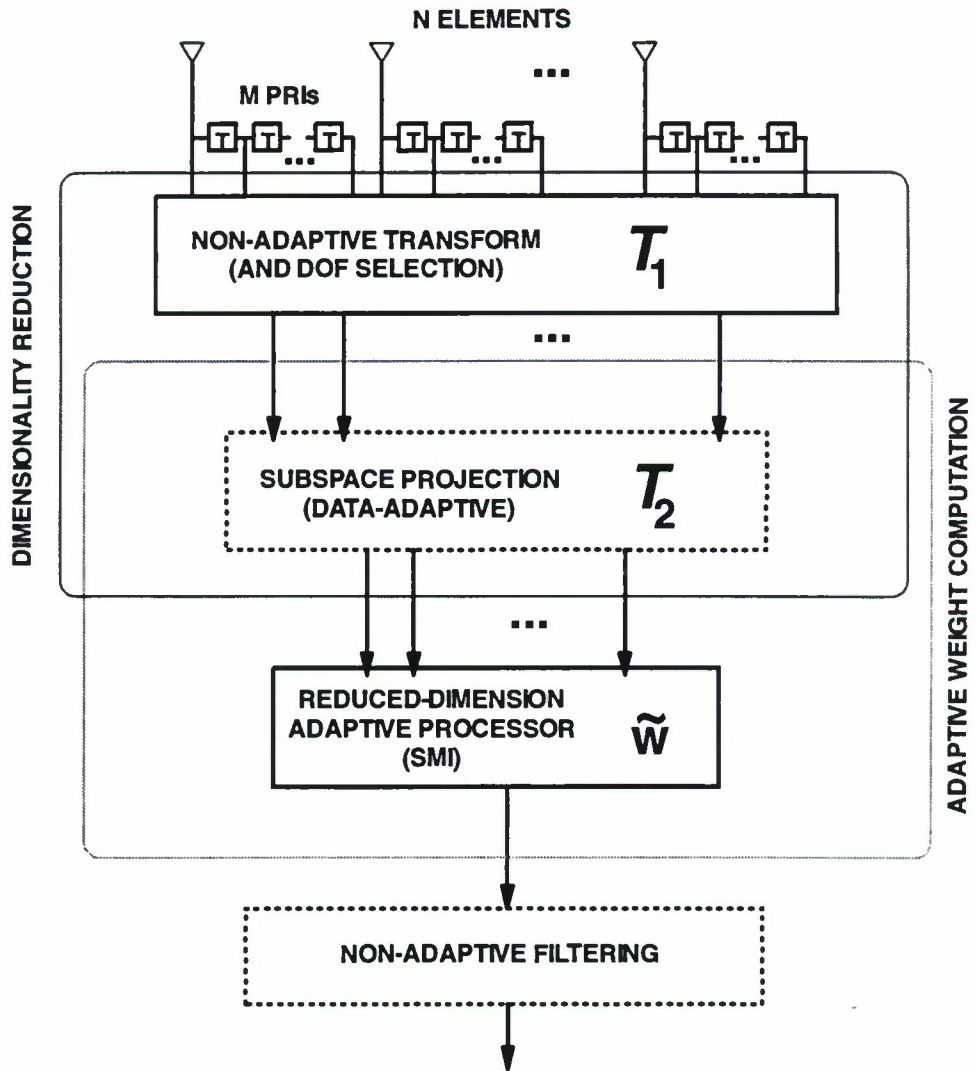 N ELEMENTS
...
M PRIs
T T ... T T T ... T T T ... T
NON-ADAPTIVE TRANSFORM
(AND DOF SELECTION)
T1
...
DIMENSIONALITY REDUCTION
SUBSPACE PROJECTION
(DATA-ADAPTIVE)
T2
...
ADAPTIVE WEIGHT COMPUTATION
REDUCED-DIMENSION
ADAPTIVE PROCESSOR
(SMI)
w̃
NON-ADAPTIVE FILTERING